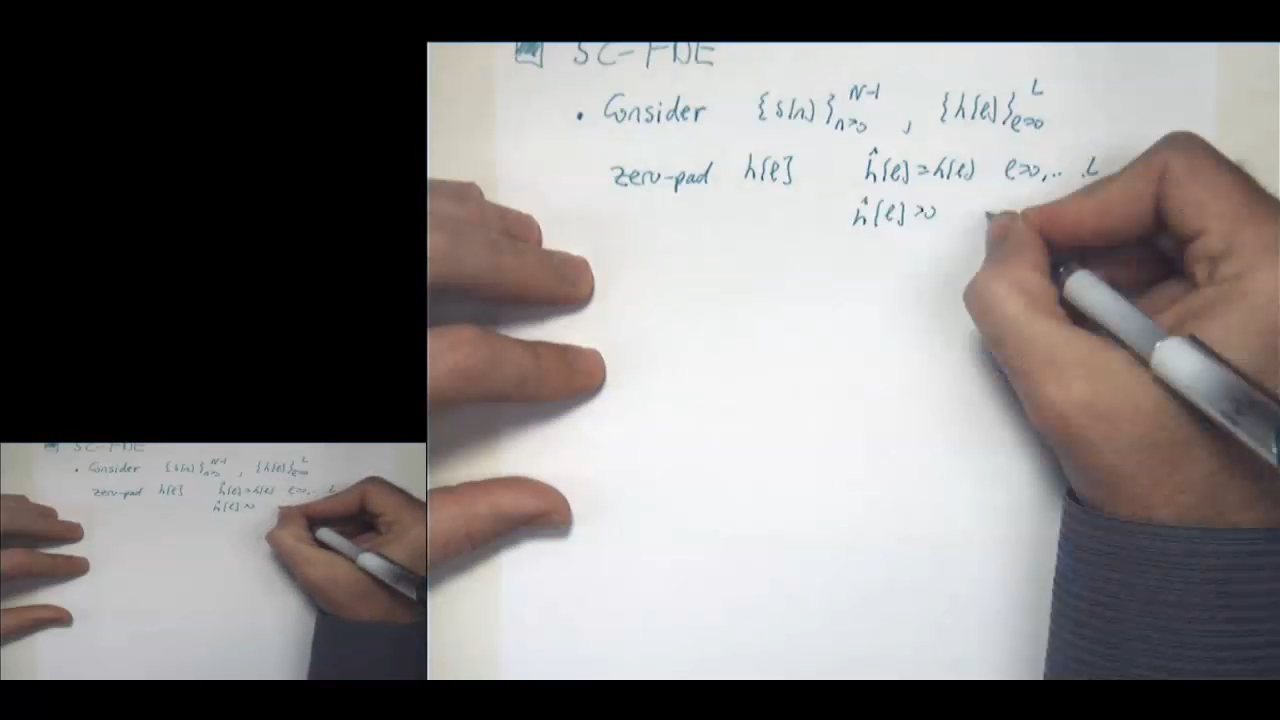 SC-FDE
• Consider {s[n]}_{n=0}^{N-1} , {h[ℓ]}_{ℓ=0}^{L}
zero-pad h[ℓ] ĥ[ℓ]=h[ℓ] ℓ=0,...L
ĥ[ℓ]=0